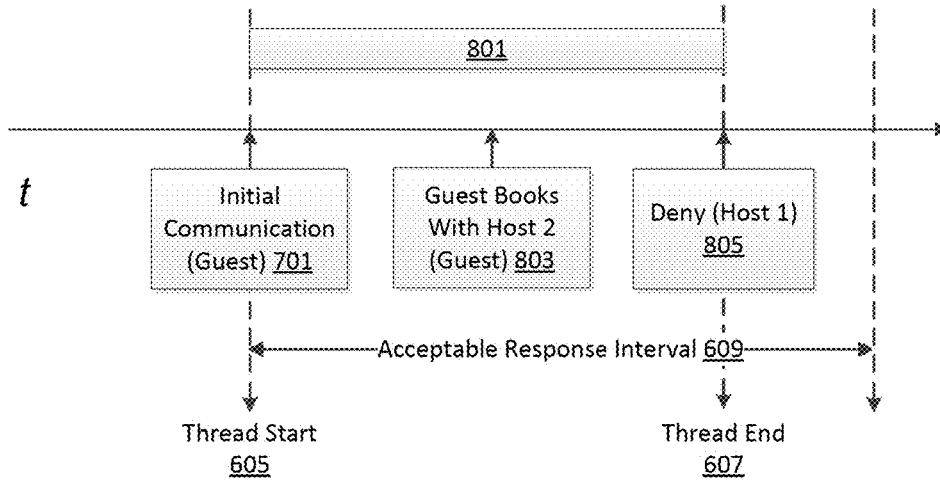 801
t
Initial
Communication
(Guest) 701
Guest Books
With Host 2
(Guest) 803
Deny (Host 1)
805
Acceptable Response Interval 609
Thread Start
605
Thread End
607